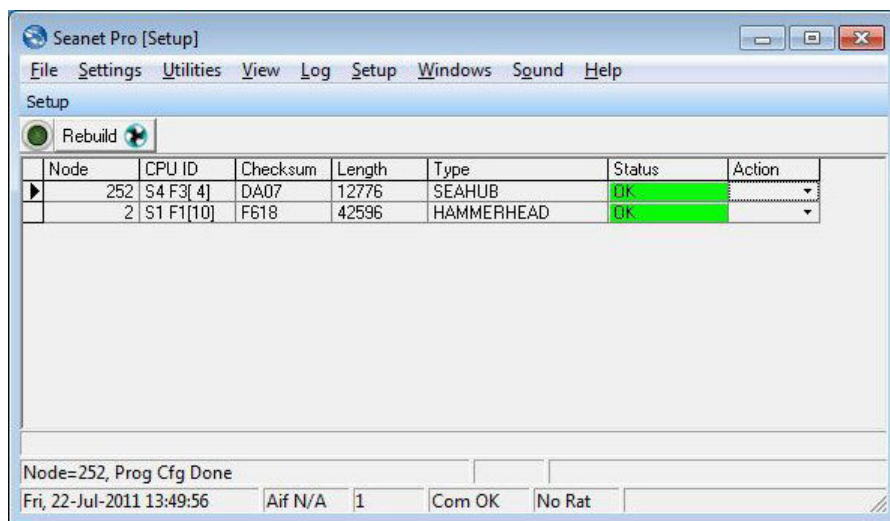 Seanet Pro [Setup]
File Settings Utilities View Log Setup Windows Sound Help
Setup
Rebuild
Node CPU ID Checksum Length Type Status Action
252 S4 F3[ 4] DA07 12776 SEAHUB OK
2 S1 F1[10] F618 42596 HAMMERHEAD OK
Node=252, Prog Cfg Done
Fri, 22-Jul-2011 13:49:56 Aif N/A 1 Com OK No Rat